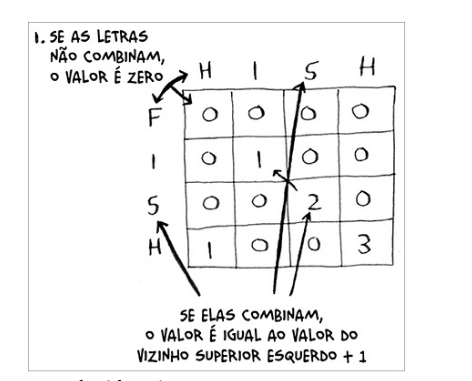 1. SE AS LETRAS
NÃO COMBINAM,
O VALOR É ZERO
H I S H
F 0 0 0 0
I 0 1 0 0
S 0 0 2 0
H 1 0 0 3
SE ELAS COMBINAM,
O VALOR É IGUAL AO VALOR DO
VIZINHO SUPERIOR ESQUERDO + 1